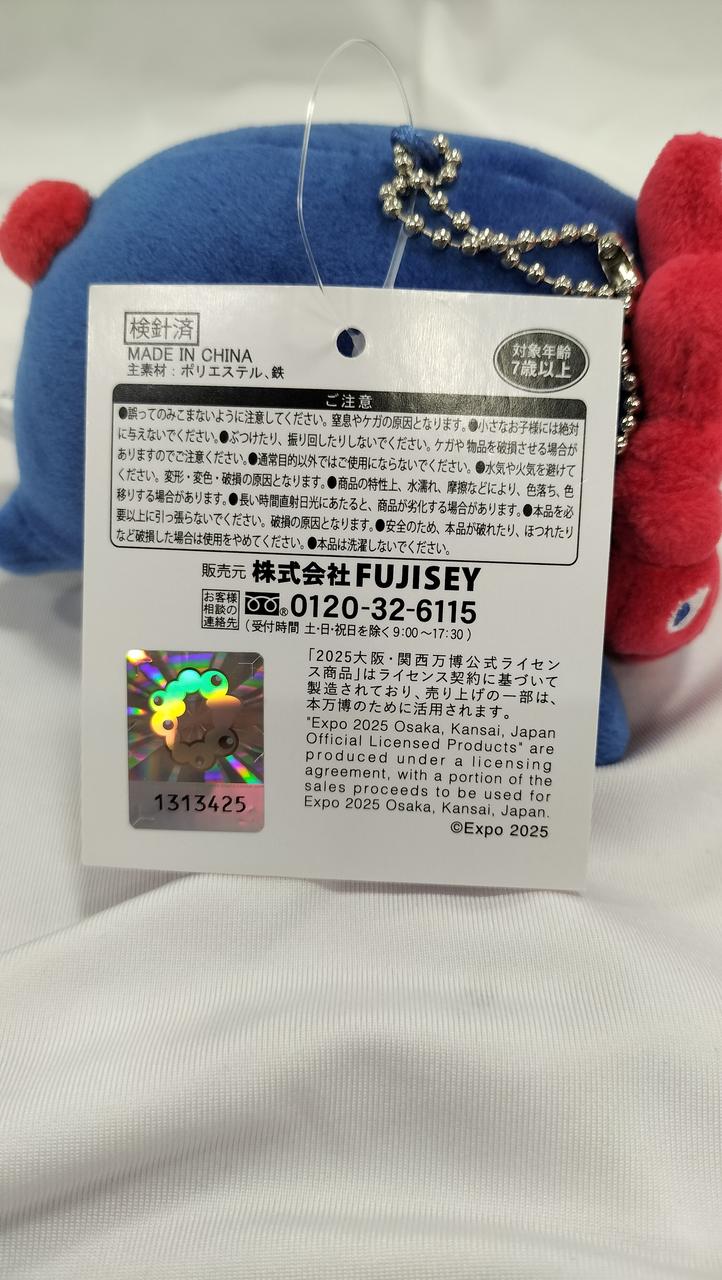 検針済
MADE IN CHINA
主素材：ポリエステル、鉄
対象年齢
7歳以上
ご注意
●誤ってのみこまないように注意してください。窒息やケガの原因となります。●小さなお子様には絶対
に与えないでください。●ぶつけたり、振り回したりしないでください。ケガや物品を破損させる場合が
ありますのでご注意ください。●通常目的以外ではご使用にならないでください。●水気や火気を避けて
ください。変形・変色・破損の原因となります。●商品の特性上、水濡れ、摩擦などにより、色落ち、色
移りする場合があります。●長い時間直射日光にあたると、商品が劣化する場合があります。●本品を必
要以上に引っ張らないでください。破損の原因となります。●安全のため、本品が破れたり、ほつれたり
など破損した場合は使用をやめてください。●本品は洗濯しないでください。
販売元 株式会社FUJISEY
お客様
相談の
連絡先
®0120-32-6115
（受付時間 土・日・祝日を除く9:00〜17:30）
「2025大阪・関西万博公式ライセン
ス商品」はライセンス契約に基づいて
製造されており、売り上げの一部は、
本万博のために活用されます。
"Expo 2025 Osaka, Kansai, Japan
Official Licensed Products" are
produced under a licensing
agreement, with a portion of the
sales proceeds to be used for
Expo 2025 Osaka, Kansai, Japan.
©Expo 2025
1313425